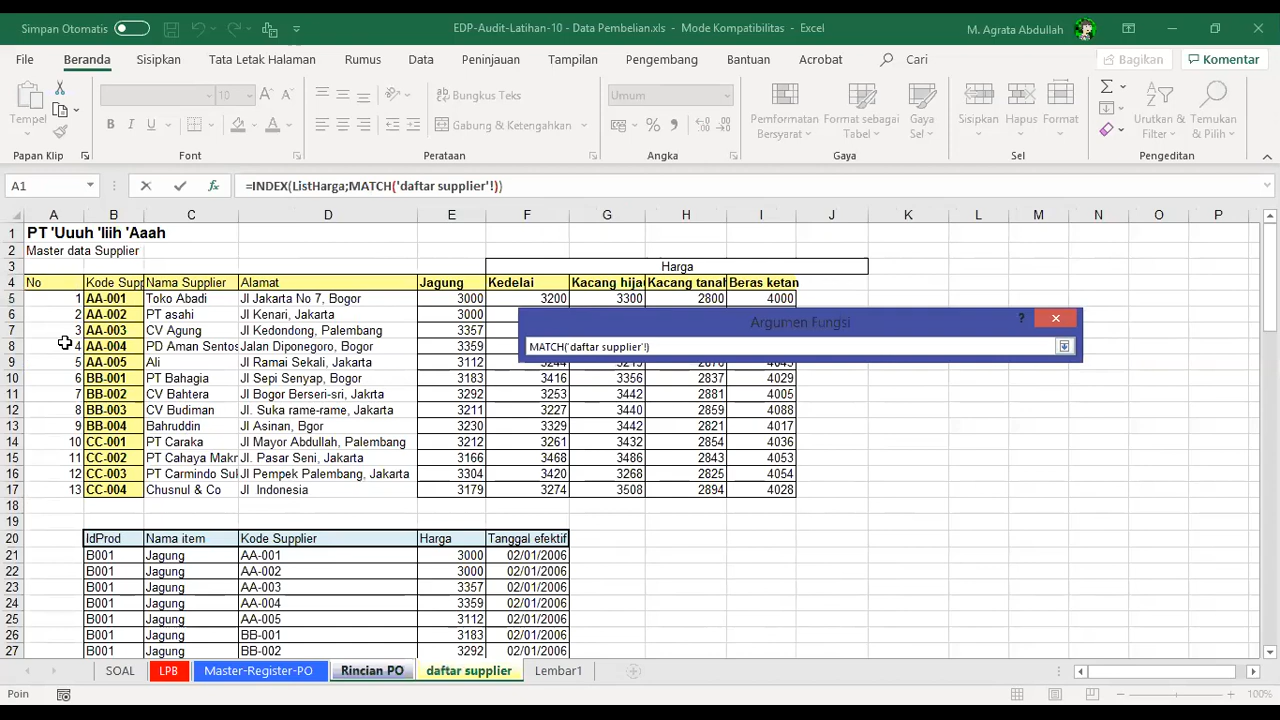 Simpan Otomatis EDP-Audit-Latihan-10 - Data Pembelian.xls - Mode Kompatibilitas - Excel M. Agrata Abdullah
File Beranda Sisipkan Tata Letak Halaman Rumus Data Peninjauan Tampilan Pengembang Bantuan Acrobat Cari Bagikan Komentar
Tempel 10 Bungkus Teks Umum Pemformatan Bersyarat Format sebagai Tabel Gaya Sel Sisipkan Hapus Format Urutkan & Filter Temukan & Pilih
B I U A Gabung & Ketengahkan
Papan Klip Font Perataan Angka Gaya Sel Pengeditan
A1 fx =INDEX(ListHarga;MATCH('daftar supplier'!))
A B C D E F G H I J K L M N O P
1 PT 'Uuuh 'Iiih 'Aaah
2 Master data Supplier
3 Harga
4 No Kode Supp Nama Supplier Alamat Jagung Kedelai Kacang hija Kacang tanah Beras ketan
5 1 AA-001 Toko Abadi Jl Jakarta No 7, Bogor 3000 3200 3300 2800 4000
6 2 AA-002 PT asahi Jl Kenari, Jakarta 3000
7 3 AA-003 CV Agung Jl Kedondong, Palembang 3357
8 4 AA-004 PD Aman Sentos Jalan Diponegoro, Bogor 3359
9 5 AA-005 Ali Jl Ramai Sekali, Jakarta 3112
10 6 BB-001 PT Bahagia Jl Sepi Senyap, Bogor 3183 3416 3356 2837 4029
11 7 BB-002 CV Bahtera Jl Bogor Berseri-sri, Jakrta 3292 3253 3442 2881 4005
12 8 BB-003 CV Budiman Jl. Suka rame-rame, Jakarta 3211 3227 3440 2859 4088
13 9 BB-004 Bahruddin Jl Asinan, Bgor 3230 3329 3442 2821 4017
14 10 CC-001 PT Caraka Jl Mayor Abdullah, Palembang 3212 3261 3432 2854 4036
15 11 CC-002 PT Cahaya Makm Jl. Pasar Seni, Jakarta 3166 3468 3486 2843 4053
16 12 CC-003 PT Carmindo Suk Jl Pempek Palembang, Jakarta 3304 3420 3268 2825 4054
17 13 CC-004 Chusnul & Co Jl Indonesia 3179 3274 3508 2894 4028
Argumen Fungsi ?
MATCH('daftar supplier'!)
18
19
20 IdProd Nama item Kode Supplier Harga Tanggal efektif
21 B001 Jagung AA-001 3000 02/01/2006
22 B001 Jagung AA-002 3000 02/01/2006
23 B001 Jagung AA-003 3357 02/01/2006
24 B001 Jagung AA-004 3359 02/01/2006
25 B001 Jagung AA-005 3112 02/01/2006
26 B001 Jagung BB-001 3183 02/01/2006
27 B001 Jagung BB-002 3292 02/01/2006
SOAL LPB Master-Register-PO Rincian PO daftar supplier Lembar1
Poin 100%